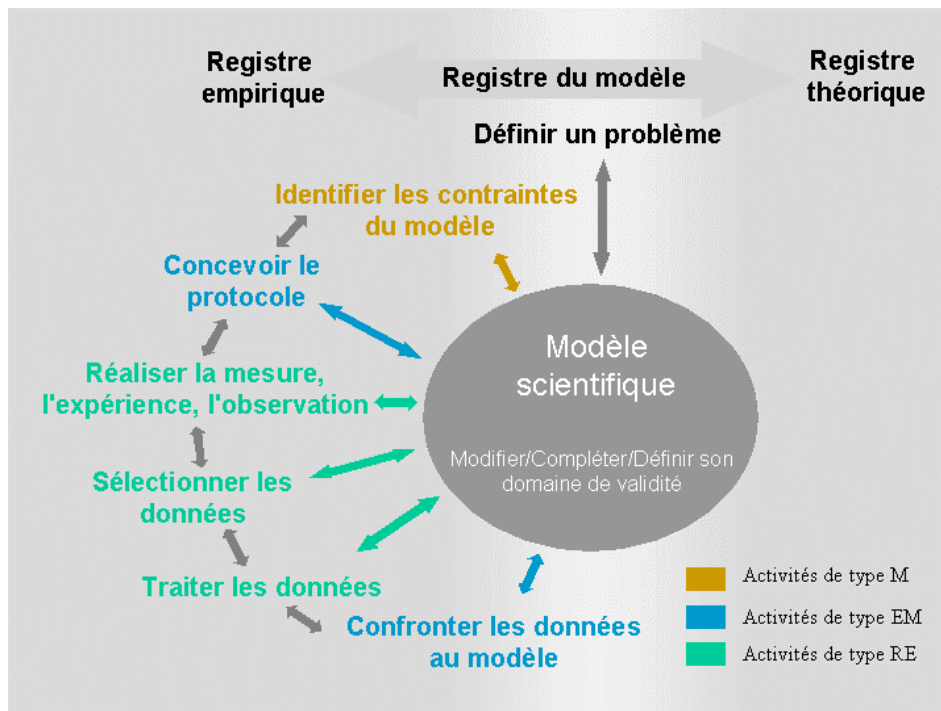 Registre
empirique
Registre du modèle
Registre
théorique
Définir un problème
Identifier les contraintes
du modèle
Concevoir le
protocole
Réaliser la mesure,
l'expérience, l'observation
Sélectionner les
données
Traiter les données
Confronter les données
au modèle
Modèle
scientifique
Modifier/Compléter/Définir son
domaine de validité
Activités de type M
Activités de type EM
Activités de type RE